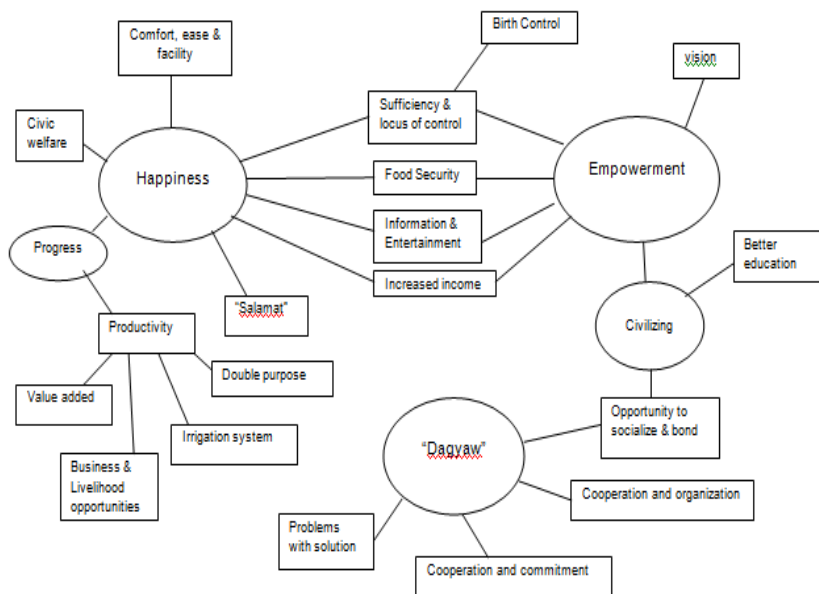 Birth Control
Comfort, ease &
facility
vision
Sufficiency &
locus of control
Civic
welfare
Happiness
Food Security
Empowerment
Information &
Entertainment
Progress
Better
education
Increased income
"Salamat"
Productivity
Civilizing
Double purpose
Value added
Opportunity to
socialize & bond
Irrigation system
"Dagyaw"
Business &
Livelihood
opportunities
Cooperation and organization
Problems
with solution
Cooperation and commitment